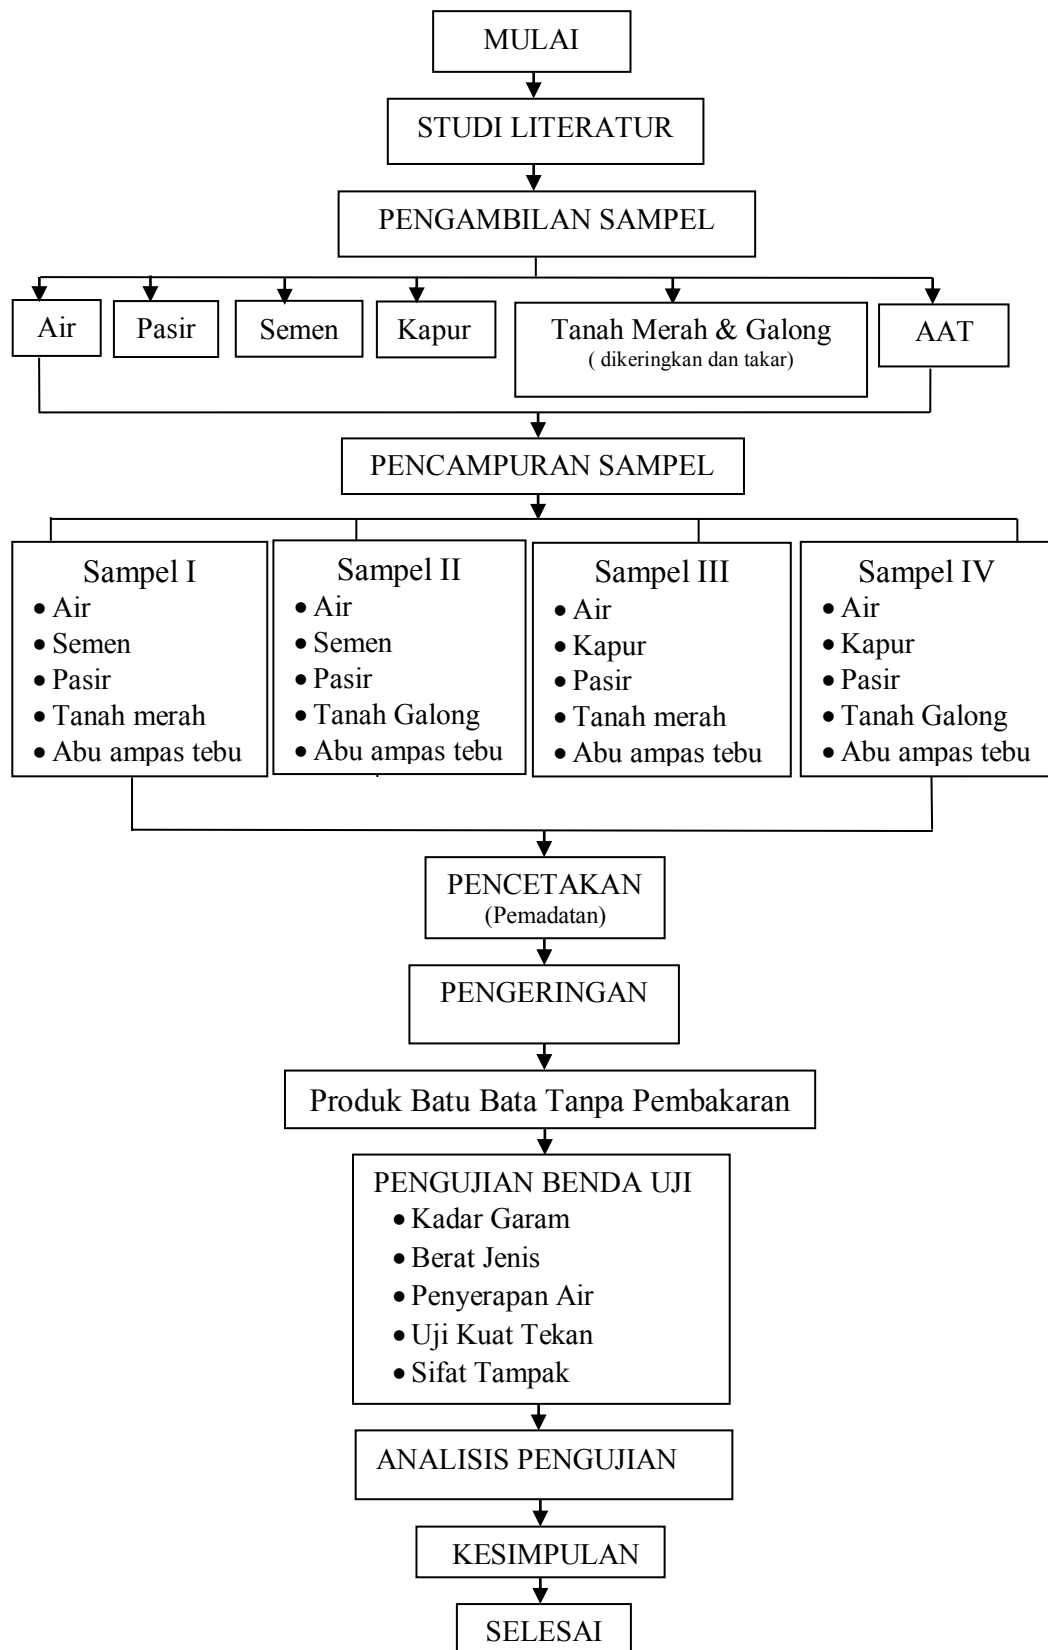 MULAI
STUDI LITERATUR
PENGAMBILAN SAMPEL
Air
Pasir
Semen
Kapur
Tanah Merah & Galong
( dikeringkan dan takar)
AAT
PENCAMPURAN SAMPEL
Sampel I
• Air
• Semen
• Pasir
• Tanah merah
• Abu ampas tebu
Sampel II
• Air
• Semen
• Pasir
• Tanah Galong
• Abu ampas tebu
Sampel III
• Air
• Kapur
• Pasir
• Tanah merah
• Abu ampas tebu
Sampel IV
• Air
• Kapur
• Pasir
• Tanah Galong
• Abu ampas tebu
PENCETAKAN
(Pemadatan)
PENGERINGAN
Produk Batu Bata Tanpa Pembakaran
PENGUJIAN BENDA UJI
• Kadar Garam
• Berat Jenis
• Penyerapan Air
• Uji Kuat Tekan
• Sifat Tampak
ANALISIS PENGUJIAN
KESIMPULAN
SELESAI